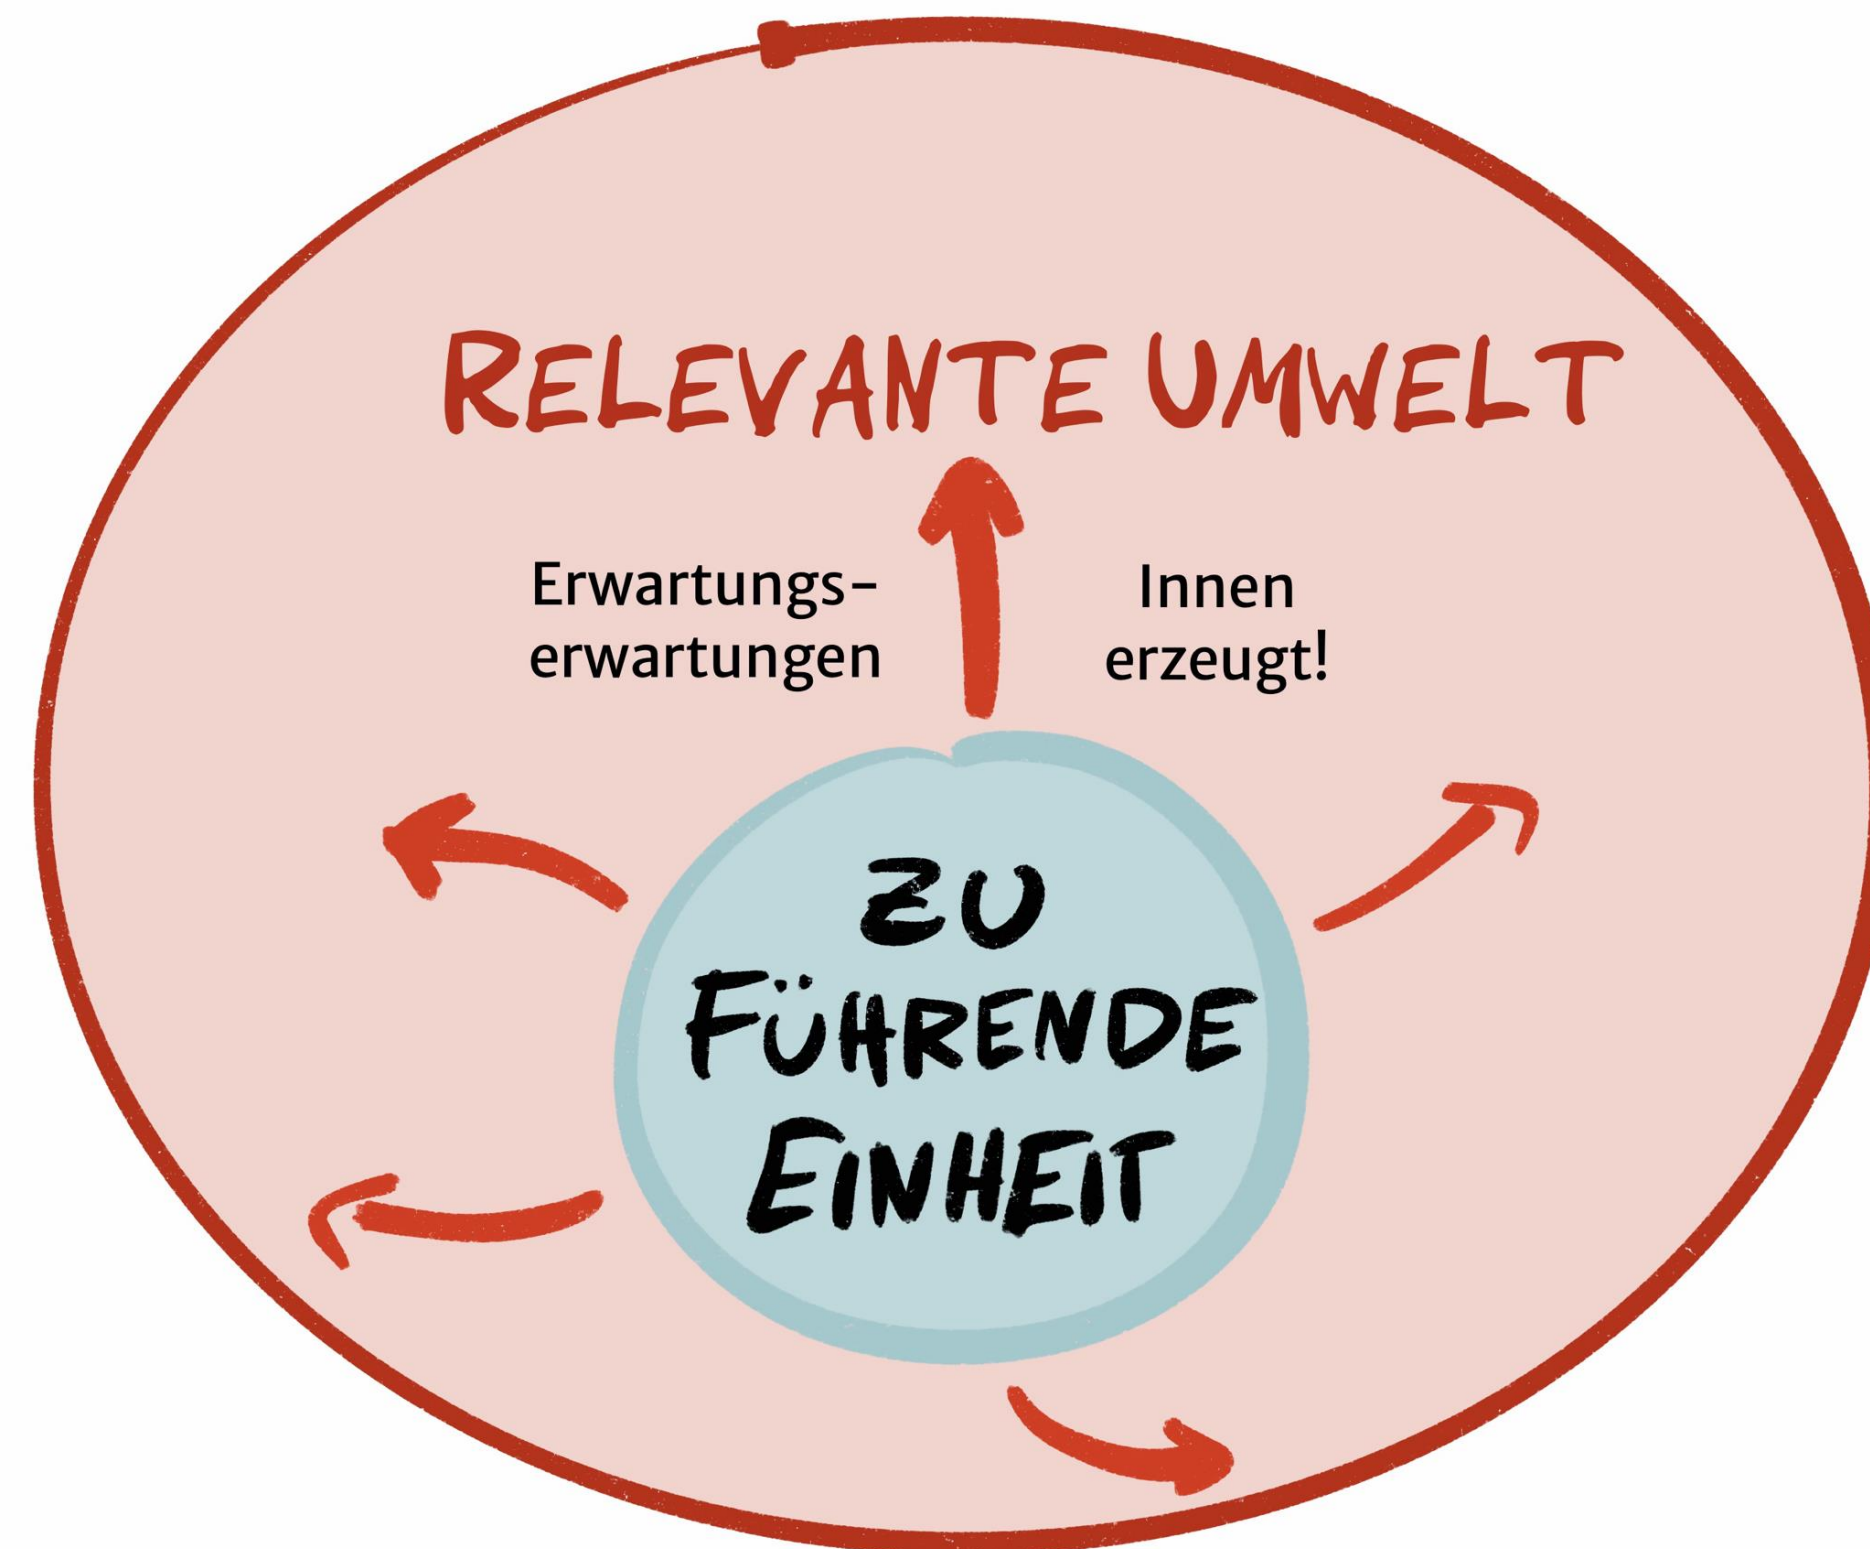 RELEVANTE UMWELT
Erwartungs-
erwartungen
Innen
erzeugt!
ZU
FÜHRENDE
EINHEIT